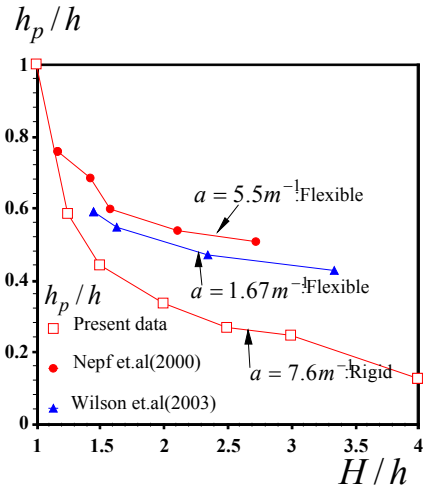 h_p/h
1
0.8
0.6
0.4
0.2
0
a = 5.5m⁻¹:Flexible
a = 1.67m⁻¹:Flexible
h_p/h
Present data
Nepf et.al(2000)
Wilson et.al(2003)
a = 7.6m⁻¹:Rigid
1 1.5 2 2.5 3 3.5 4
H/h